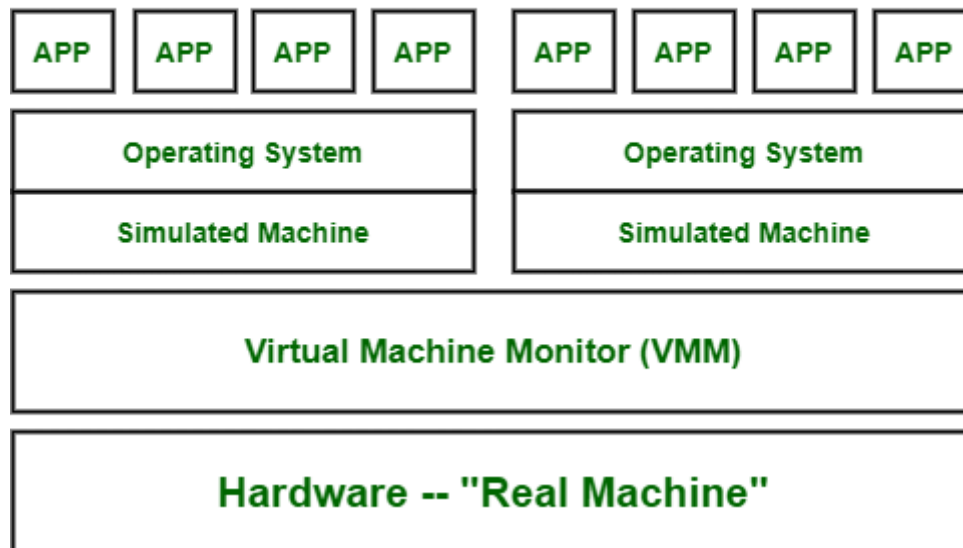 APP APP APP APP APP APP APP APP
Operating System Operating System
Simulated Machine Simulated Machine
Virtual Machine Monitor (VMM)
Hardware -- "Real Machine"